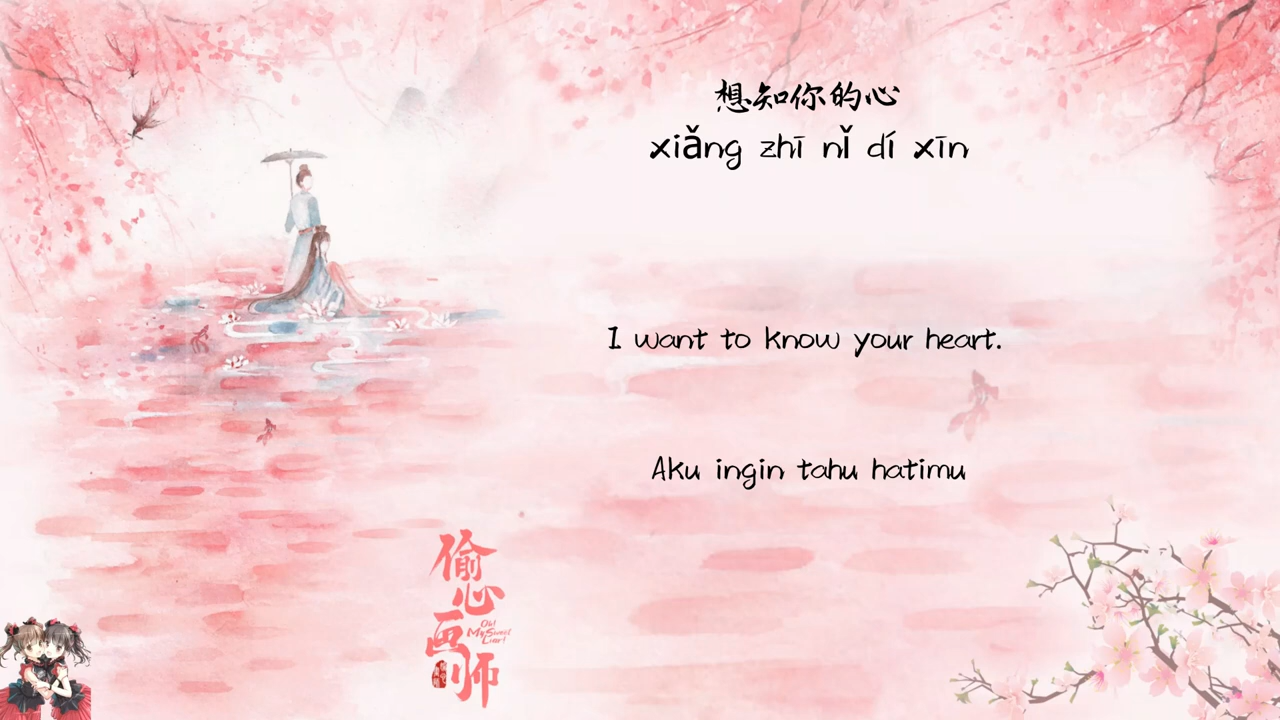 想知你的心
xiǎng zhī nǐ dí xīn
I want to know your heart.
Aku ingin tahu hatimu
偷心画师
Oh!
My Sweet
Liar!